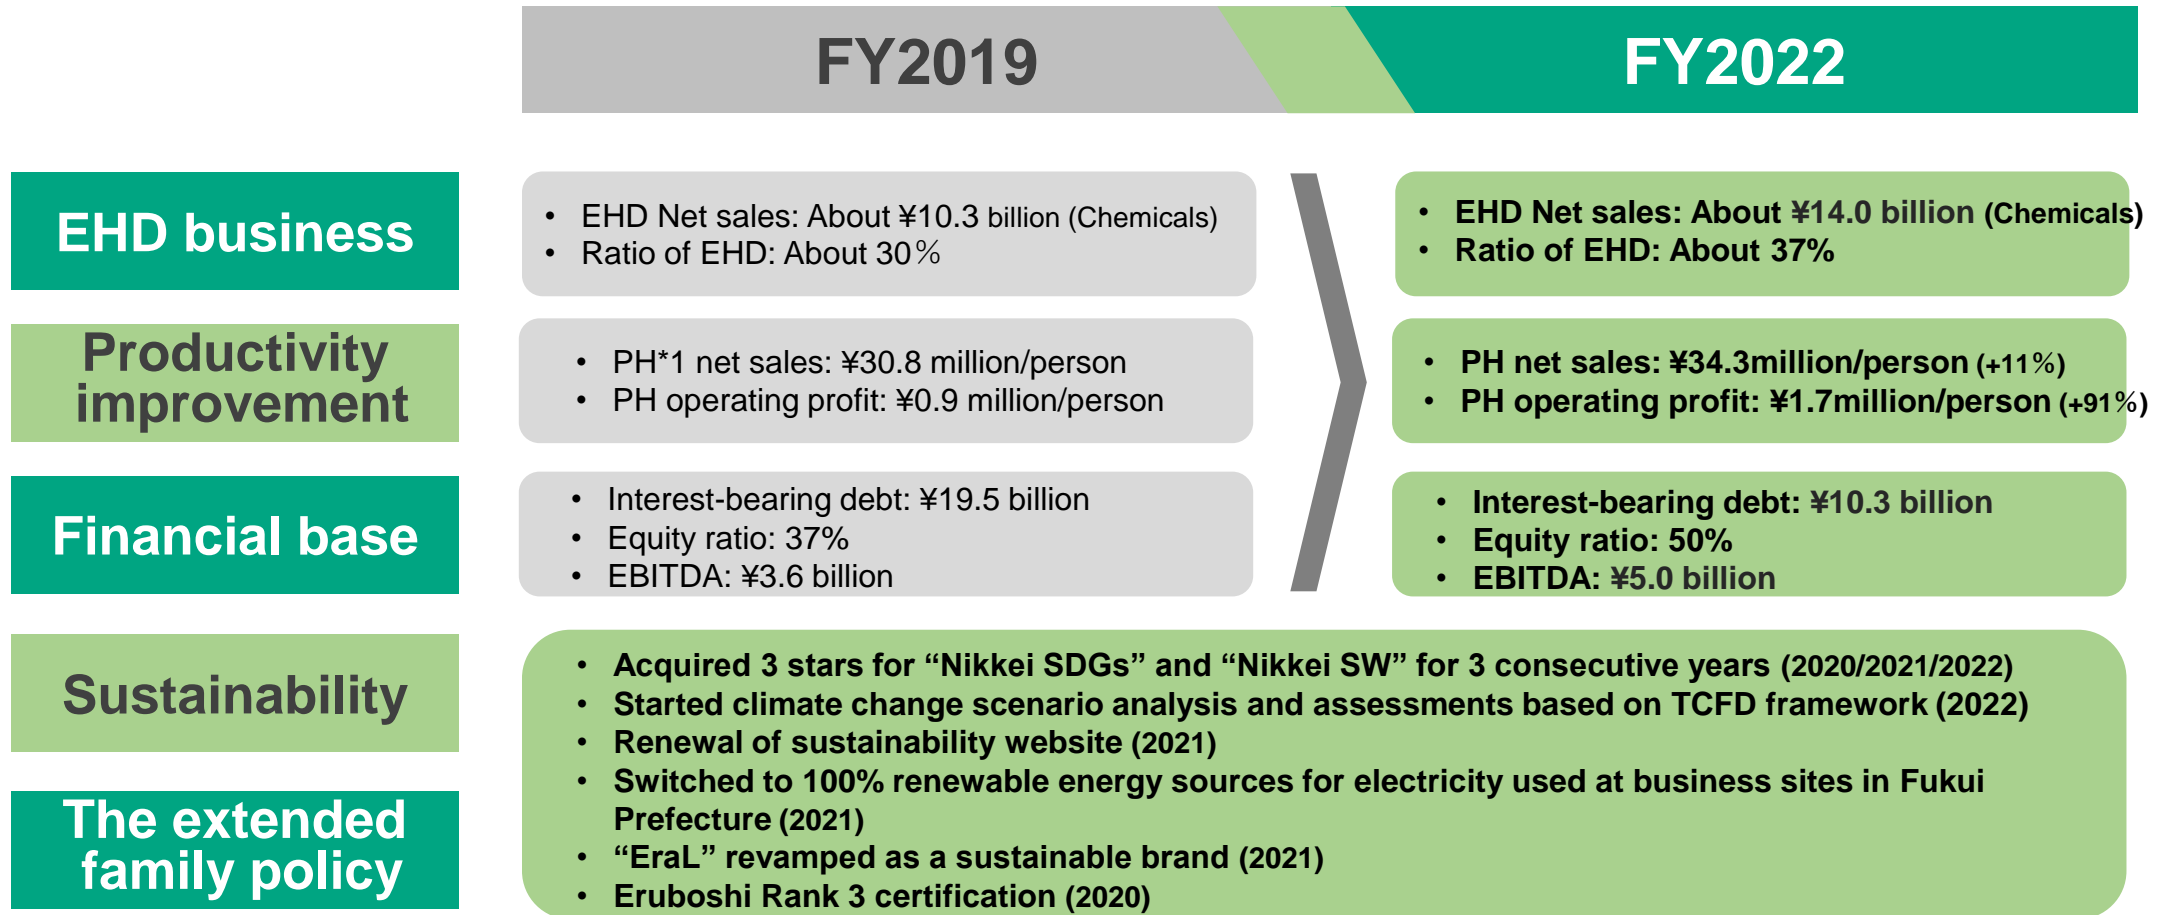 FY2019
FY2022
EHD business
• EHD Net sales: About ¥10.3 billion (Chemicals)
• Ratio of EHD: About 30％
• EHD Net sales: About ¥14.0 billion (Chemicals)
• Ratio of EHD: About 37%
Productivity
improvement
• PH*1 net sales: ¥30.8 million/person
• PH operating profit: ¥0.9 million/person
• PH net sales: ¥34.3million/person (+11％)
• PH operating profit: ¥1.7million/person (+91％)
Financial base
• Interest-bearing debt: ¥19.5 billion
• Equity ratio: 37%
• EBITDA: ¥3.6 billion
• Interest-bearing debt: ¥10.3 billion
• Equity ratio: 50%
• EBITDA: ¥5.0 billion
Sustainability
The extended
family policy
• Acquired 3 stars for “Nikkei SDGs” and “Nikkei SW” for 3 consecutive years (2020/2021/2022)
• Started climate change scenario analysis and assessments based on TCFD framework (2022)
• Renewal of sustainability website (2021)
• Switched to 100% renewable energy sources for electricity used at business sites in Fukui
Prefecture (2021)
• “EraL” revamped as a sustainable brand (2021)
• Eruboshi Rank 3 certification (2020)